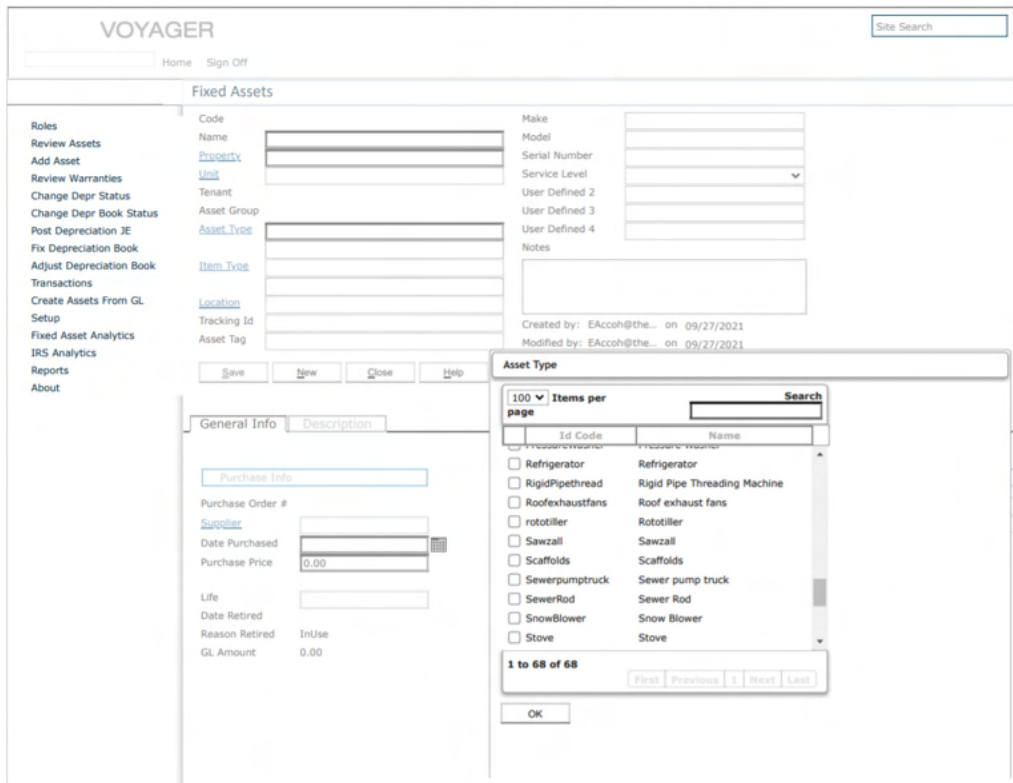 VOYAGER
Site Search
Home Sign Off
Fixed Assets
Roles
Review Assets
Add Asset
Review Warranties
Change Depr Status
Change Depr Book Status
Post Depreciation JE
Fix Depreciation Book
Adjust Depreciation Book
Transactions
Create Assets From GL
Setup
Fixed Asset Analytics
IRS Analytics
Reports
About
Code
Name
Property
Unit
Tenant
Asset Group
Asset Type
Item Type
Location
Tracking Id
Asset Tag
Make
Model
Serial Number
Service Level
User Defined 2
User Defined 3
User Defined 4
Notes
Created by: EAccoh@the... on 09/27/2021
Modified by: EAccoh@the... on 09/27/2021
Save New Close Help
General Info Description
Purchase Info
Purchase Order #
Supplier
Date Purchased
Purchase Price 0.00
Life
Date Retired
Reason Retired InUse
GL Amount 0.00
Asset Type
100 Items per page
Search
Id Code Name
PressureWasher Pressure Washer
Refrigerator Refrigerator
RigidPipethread Rigid Pipe Threading Machine
Roofexhaustfans Roof exhaust fans
rototiller Rototiller
Sawzall Sawzall
Scaffolds Scaffolds
Sewerpumptruck Sewer pump truck
SewerRod Sewer Rod
SnowBlower Snow Blower
Stove Stove
1 to 68 of 68
First Previous 1 Next Last
OK